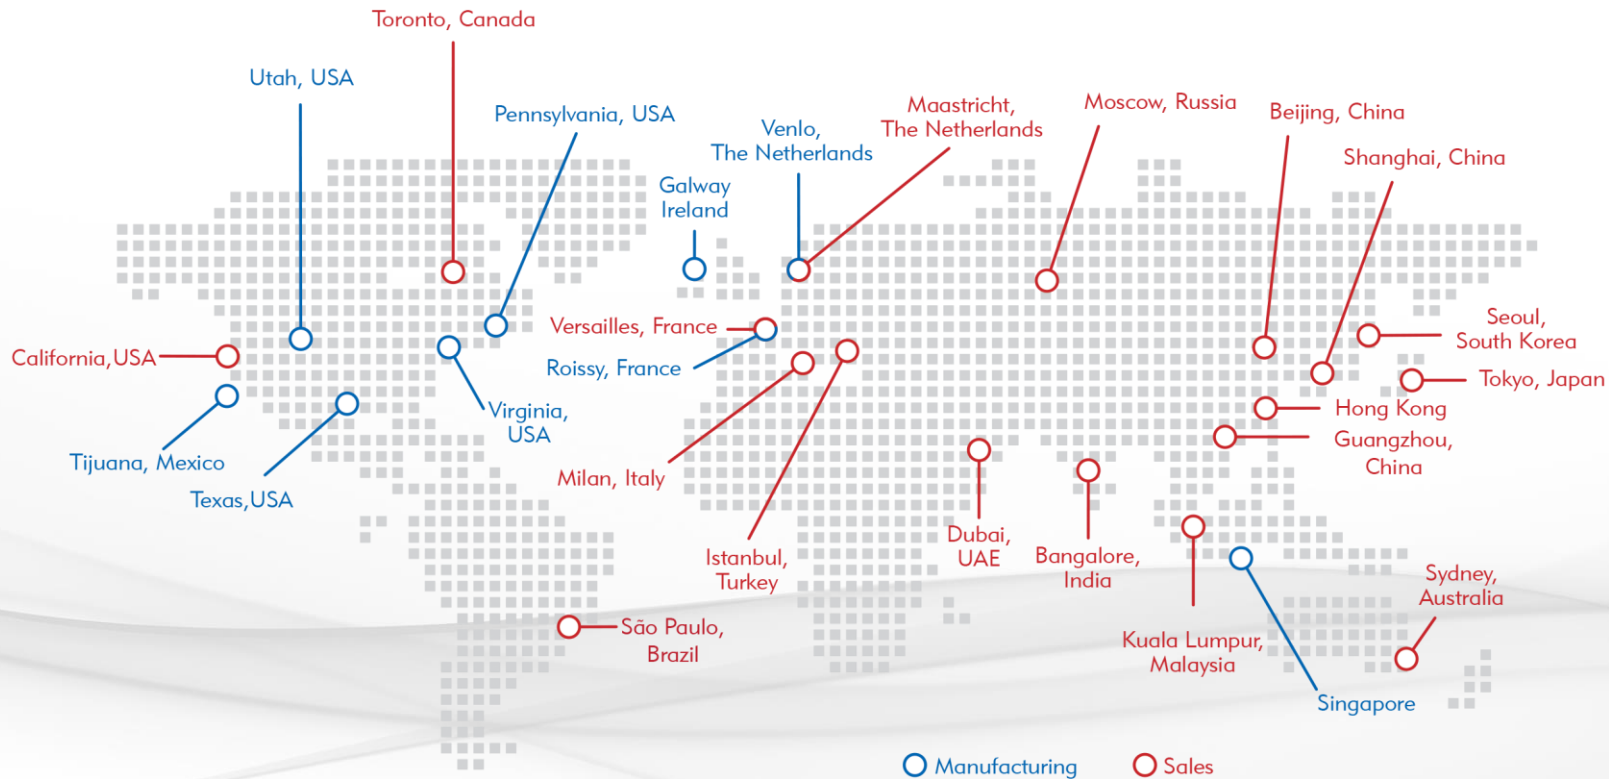 Toronto, Canada
Utah, USA
Pennsylvania, USA
Venlo,
The Netherlands
Maastricht,
The Netherlands
Moscow, Russia
Beijing, China
Shanghai, China
Galway
Ireland
California,USA
Versailles, France
Roissy, France
Seoul,
South Korea
Tokyo, Japan
Hong Kong
Guangzhou,
China
Virginia,
USA
Tijuana, Mexico
Texas,USA
Milan, Italy
Istanbul,
Turkey
Dubai,
UAE
Bangalore,
India
Sydney,
Australia
São Paulo,
Brazil
Kuala Lumpur,
Malaysia
Singapore
Manufacturing
Sales